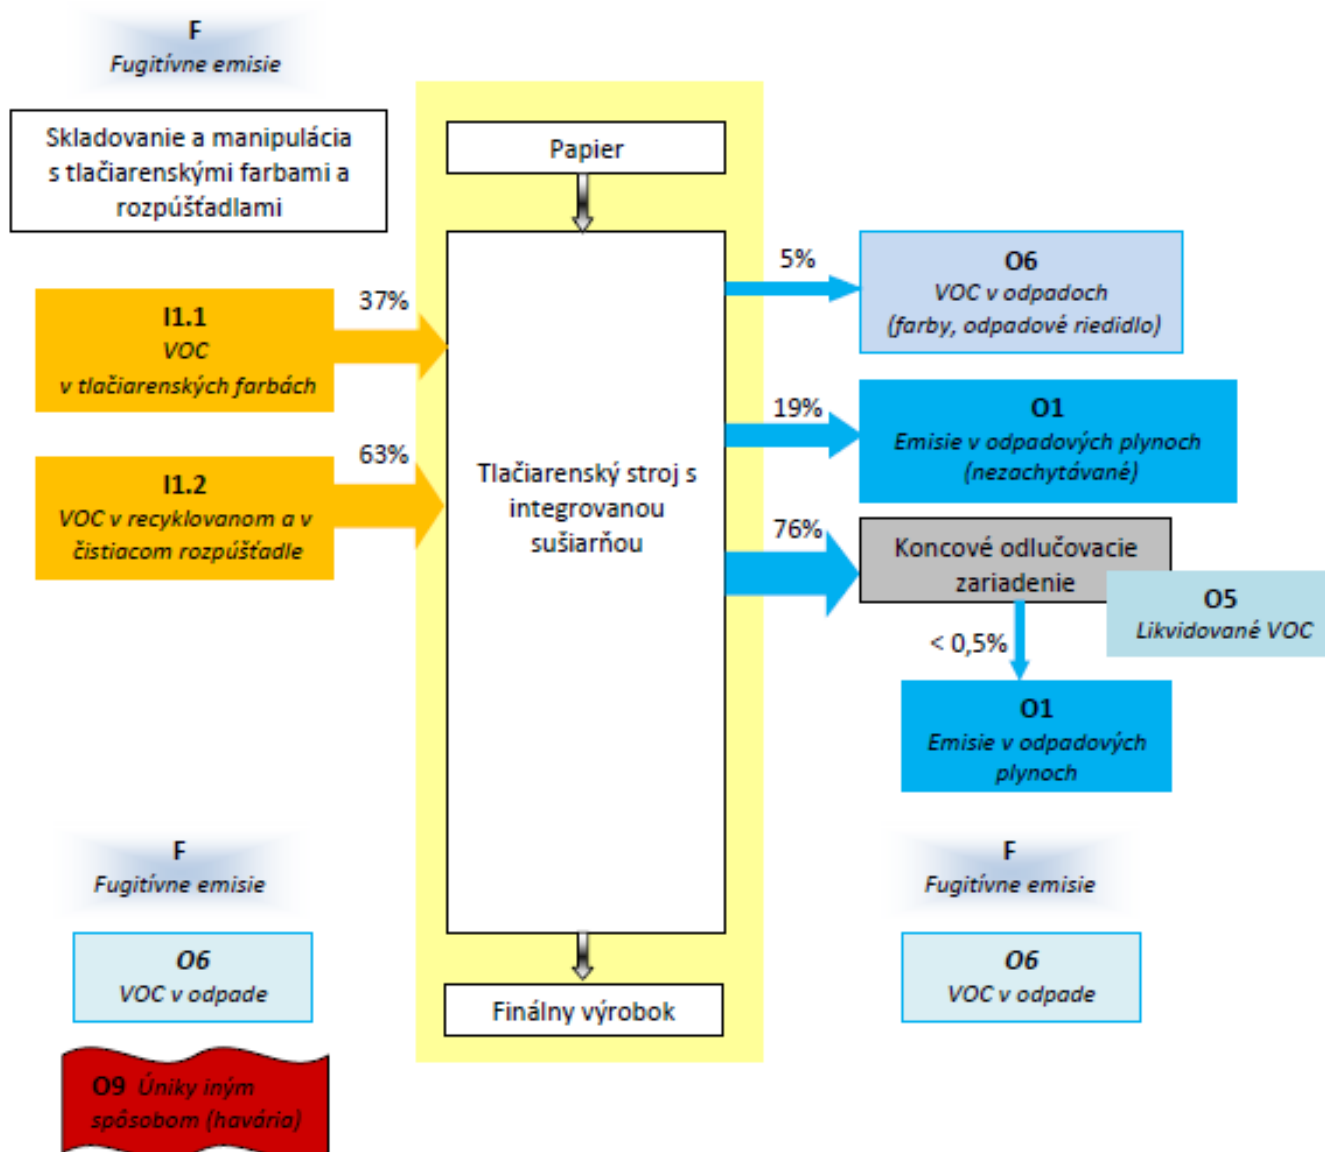 F
Fugitívne emisie
Skladovanie a manipulácia
s tlačiarenskými farbami a
rozpúšťadlami
Papier
I1.1
VOC
v tlačiarenských farbách
37%
I1.2
VOC v recyklovanom a v
čistiacom rozpúšťadle
63%
Tlačiarenský stroj s
integrovanou
sušiarňou
5%
O6
VOC v odpadoch
(farby, odpadové riedidlo)
19%
O1
Emisie v odpadových plynoch
(nezachytávané)
76%
Koncové odlučovacie
zariadenie
O5
Likvidované VOC
< 0,5%
O1
Emisie v odpadových
plynoch
F
Fugitívne emisie
O6
VOC v odpade
O9 Úniky iným
spôsobom (havária)
Finálny výrobok
F
Fugitívne emisie
O6
VOC v odpade